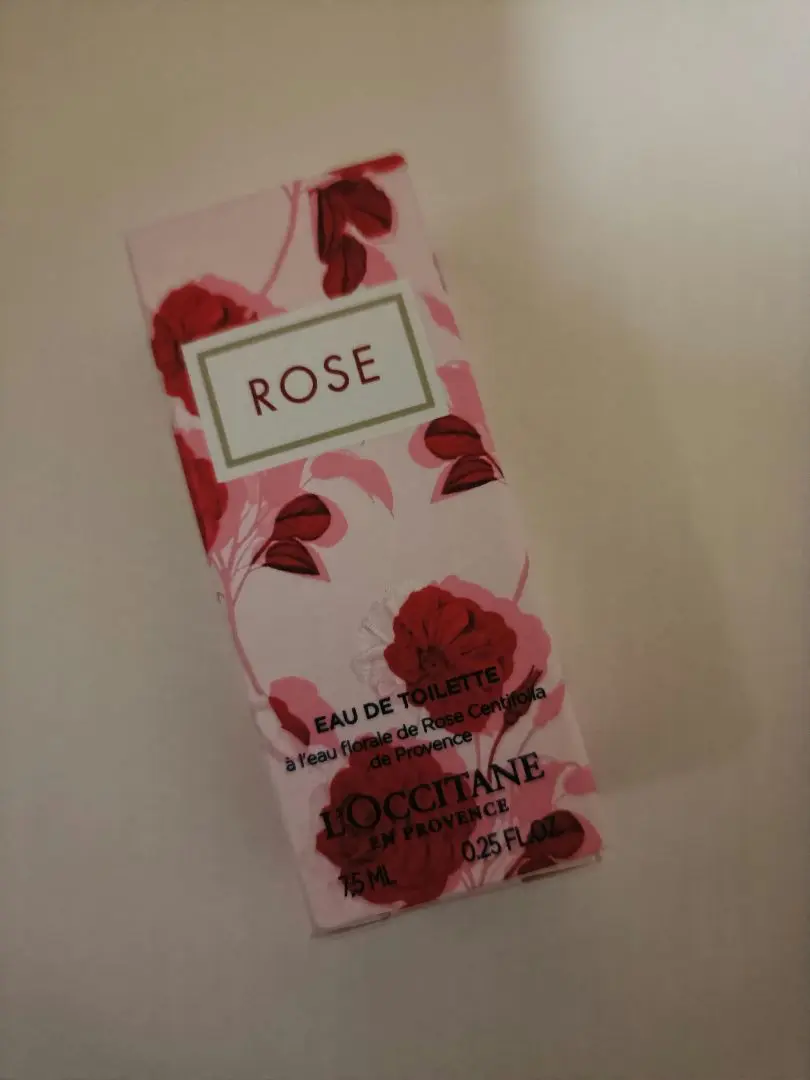 ROSE
EAU DE TOILETTE
à l'eau florale de Rose Centifolia
de Provence
L'OCCITANE
EN PROVENCE
7,5 ML 0.25 FL.OZ